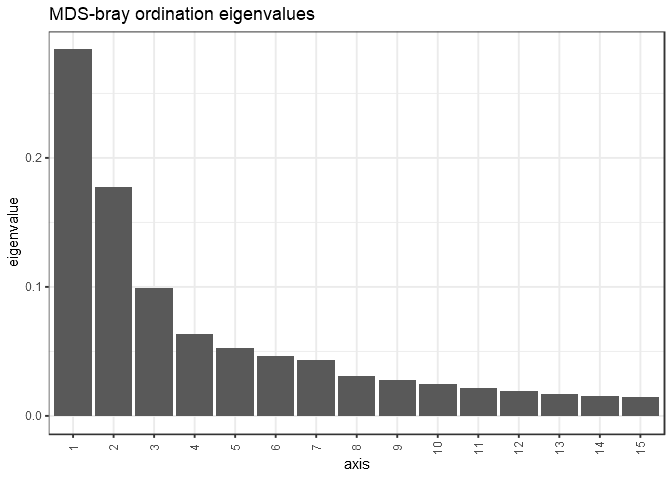 MDS-bray ordination eigenvalues
eigenvalue
0.2
0.1
0.0
1 2 3 4 5 6 7 8 9 10 11 12 13 14 15
axis